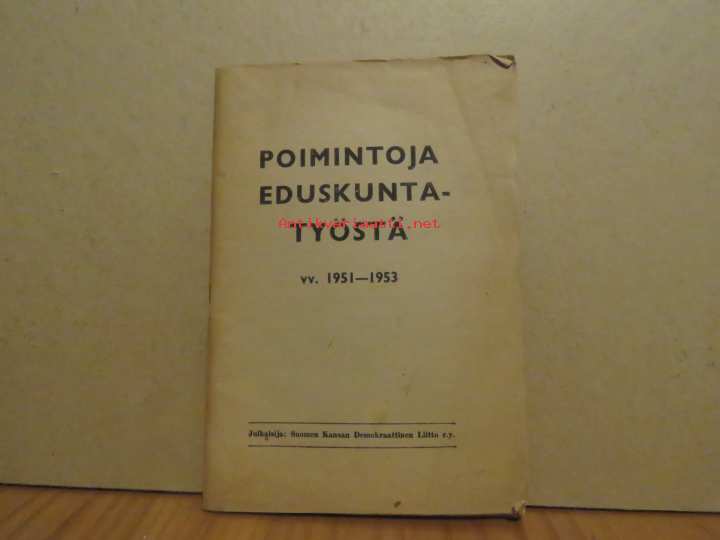 POIMINTOJA
EDUSKUNTA-
Antikvariaatti.net
TYÖSTÄ
vv. 1951—1953
Julkaisija: Suomen Kansan Demokraattinen Liitto r.y.